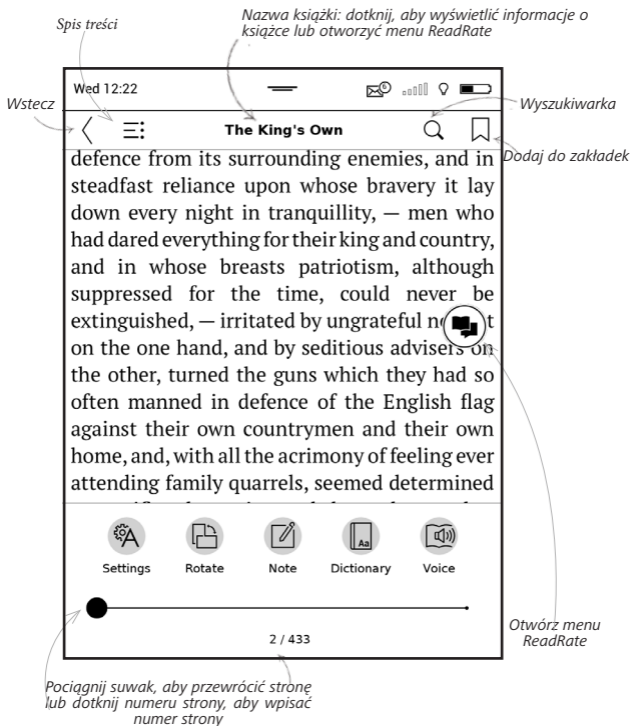 Nazwa książki: dotknij, aby wyświetlić informacje o
książce lub otworzyć menu ReadRate
Spis treści
Wstecz
Wed 12:22
6
Wyszukiwarka
The King's Own
Dodaj do zakładek
defence from its surrounding enemies, and in
steadfast reliance upon whose bravery it lay
down every night in tranquillity, — men who
had dared everything for their king and country,
and in whose breasts patriotism, although
suppressed for the time, could never be
extinguished, — irritated by ungrateful
on the one hand, and by seditious advisers on
the other, turned the guns which they had so
often manned in defence of the English flag
against their own countrymen and their own
home, and, with all the acrimony of feeling ever
attending family quarrels, seemed determined
A
Aa
Settings Rotate Note Dictionary Voice
2 / 433
Otwórz menu
ReadRate
Pociągnij suwak, aby przewrócić stronę
lub dotknij numeru strony, aby wpisać
numer strony